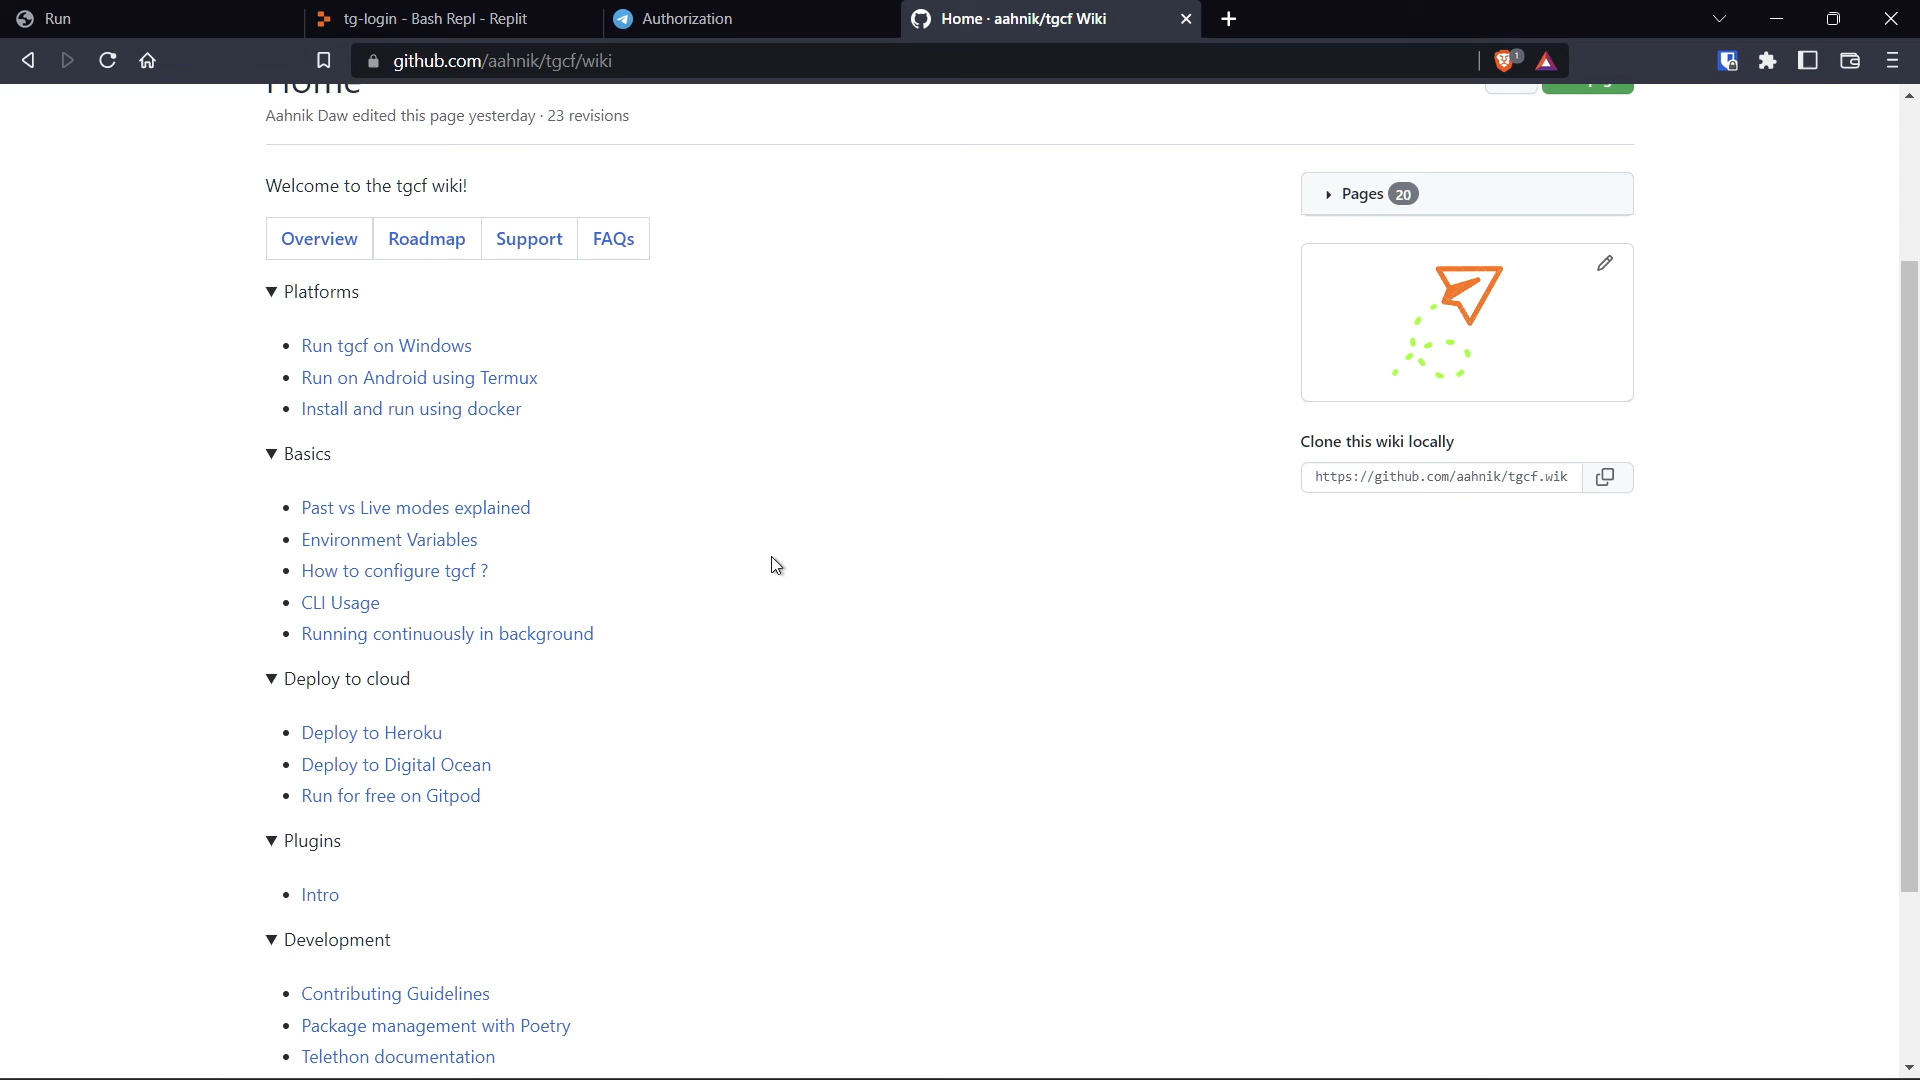 Run
tg-login - Bash Repl - Replit
Authorization
Home · aahnik/tgcf Wiki
github.com/aahnik/tgcf/wiki
1
Home
Aahnik Daw edited this page yesterday · 23 revisions
Welcome to the tgcf wiki!
Pages 20
Overview Roadmap Support FAQs
Platforms
Run tgcf on Windows
Run on Android using Termux
Install and run using docker
Clone this wiki locally
https://github.com/aahnik/tgcf.wik
Basics
Past vs Live modes explained
Environment Variables
How to configure tgcf ?
CLI Usage
Running continuously in background
Deploy to cloud
Deploy to Heroku
Deploy to Digital Ocean
Run for free on Gitpod
Plugins
Intro
Development
Contributing Guidelines
Package management with Poetry
Telethon documentation